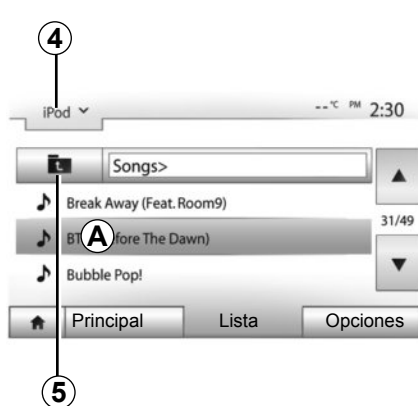 4
iPod
--°C PM 2:30
Songs>
Break Away (Feat. Room9)
31/49
A fore The Dawn)
Bubble Pop!
Principal Lista Opciones
5